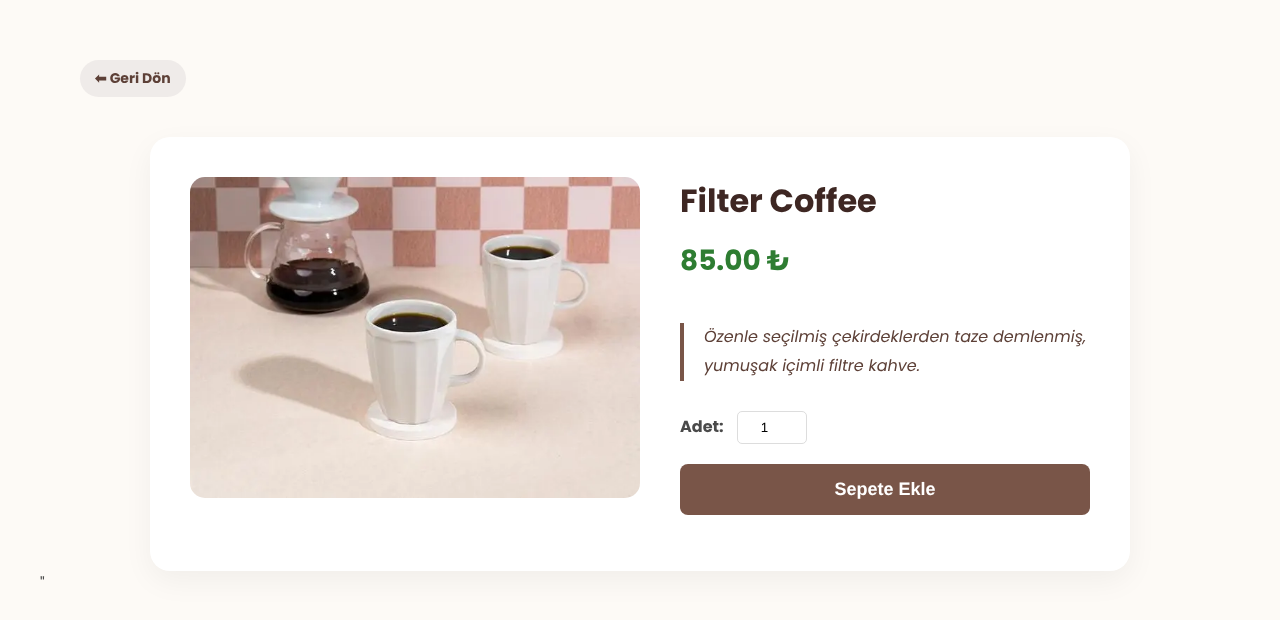 ⬅ Geri Dön
Filter Coffee
85.00 ₺
Özenle seçilmiş çekirdeklerden taze demlenmiş,
yumuşak içimli filtre kahve.
Adet: 1
Sepete Ekle
"